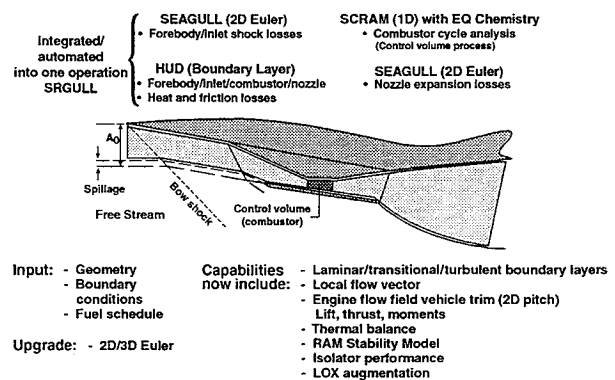 Integrated/
automated
into one operation
SRGULL
SEAGULL (2D Euler)
• Forebody/Inlet shock losses
HUD (Boundary Layer)
• Forebody/Inlet/combustor/nozzle
• Heat and friction losses
SCRAM (1D) with EQ Chemistry
• Combustor cycle analysis
(Control volume process)
SEAGULL (2D Euler)
• Nozzle expansion losses
A0
Spillage
Bow shock
Free Stream
Control volume
(combustor)
Input: - Geometry
- Boundary
conditions
- Fuel schedule
Upgrade: - 2D/3D Euler
Capabilities
now include:
- Laminar/transitional/turbulent boundary layers
- Local flow vector
- Engine flow field vehicle trim (2D pitch)
Lift, thrust, moments
- Thermal balance
- RAM Stability Model
- Isolator performance
- LOX augmentation